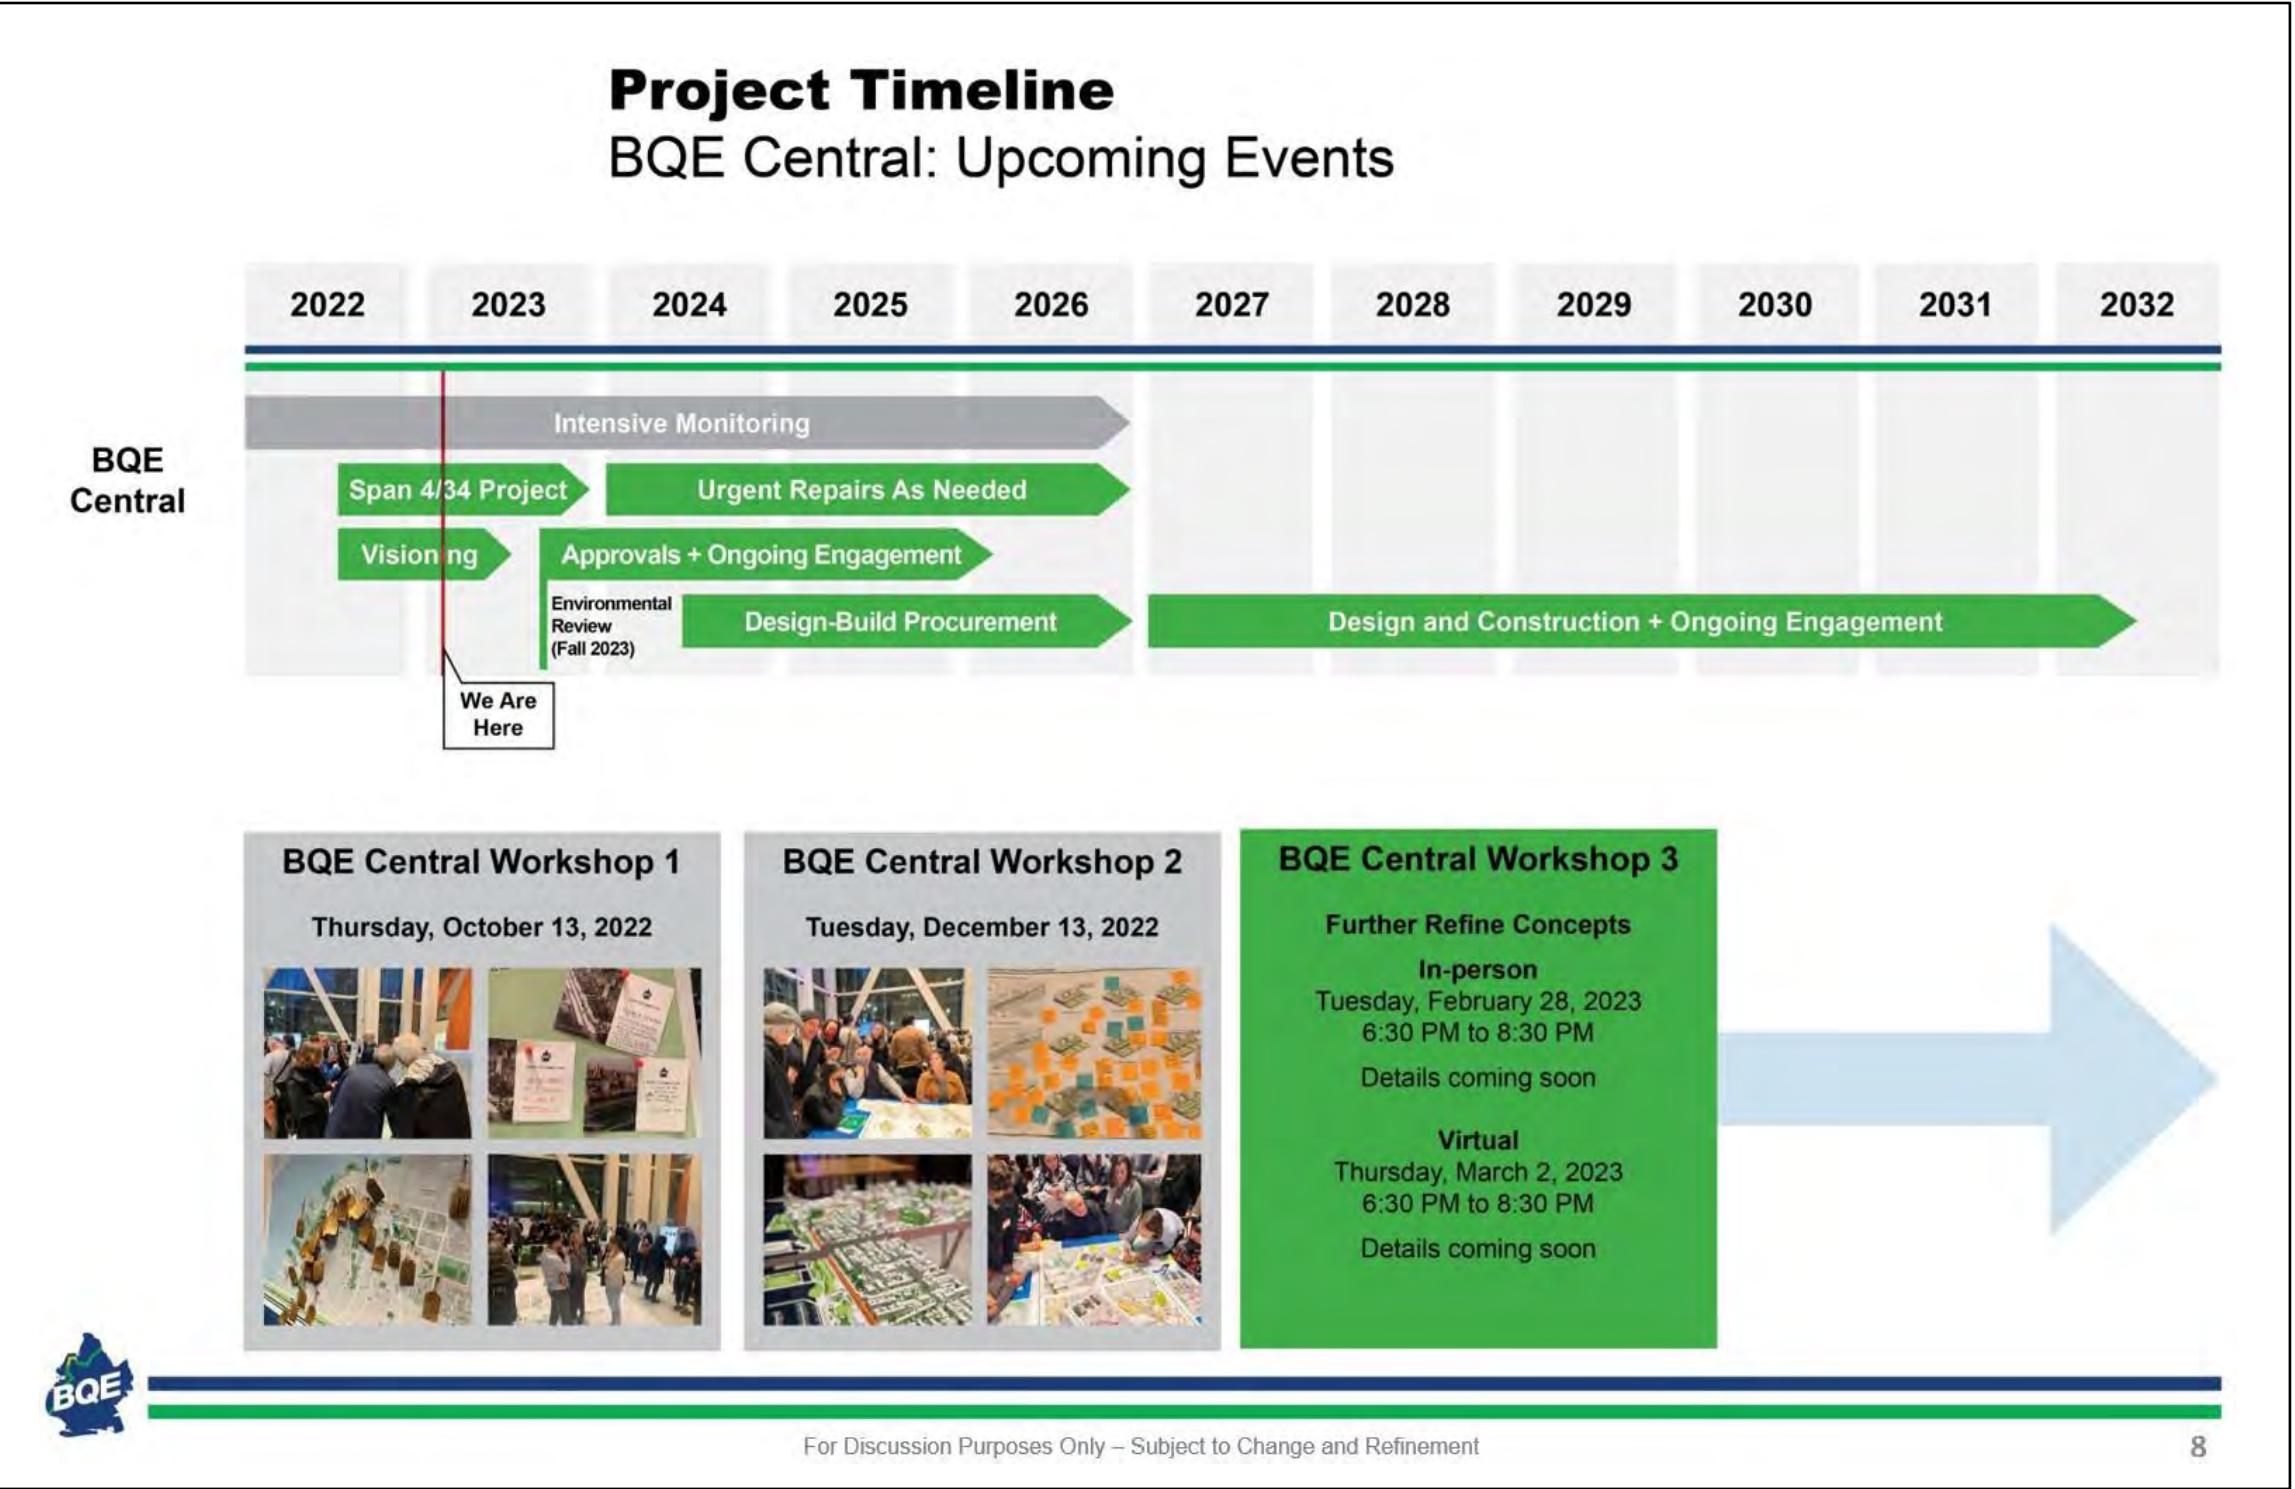 Project Timeline
BQE Central: Upcoming Events
2022 2023 2024 2025 2026 2027 2028 2029 2030 2031 2032
BQE
Central
Intensive Monitoring
Span 4/34 Project
Urgent Repairs As Needed
Visioning
Approvals + Ongoing Engagement
Environmental
Review
(Fall 2023)
Design-Build Procurement
Design and Construction + Ongoing Engagement
We Are
Here
BQE Central Workshop 1
Thursday, October 13, 2022
BQE Central Workshop 2
Tuesday, December 13, 2022
BQE Central Workshop 3
Further Refine Concepts
In-person
Tuesday, February 28, 2023
6:30 PM to 8:30 PM
Details coming soon
Virtual
Thursday, March 2, 2023
6:30 PM to 8:30 PM
Details coming soon
BQE
For Discussion Purposes Only – Subject to Change and Refinement
8